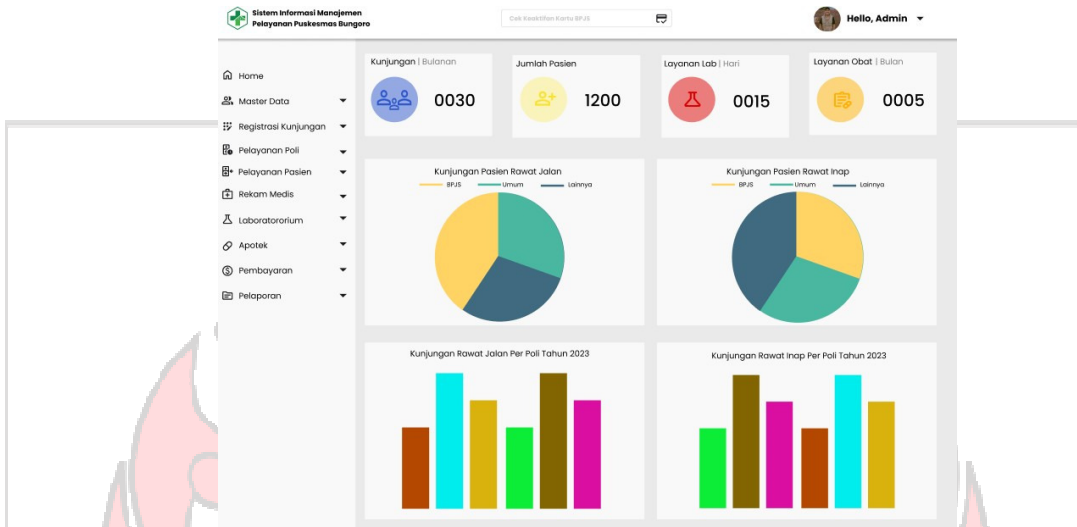 Sistem Informasi Manajemen
Pelayanan Puskesmas Bungoro
Cek Keaktifan Kartu BPJS
Hello, Admin
Home
Master Data
Registrasi Kunjungan
Pelayanan Poli
Pelayanan Pasien
Rekam Medis
Laboratororium
Apotek
Pembayaran
Pelaporan
Kunjungan | Bulanan
0030
Jumlah Pasien
1200
Layanan Lab | Hari
0015
Layanan Obat | Bulan
0005
Kunjungan Pasien Rawat Jalan
BPJS Umum Lainnya
Kunjungan Pasien Rawat Inap
BPJS Umum Lainnya
Kunjungan Rawat Jalan Per Poli Tahun 2023
Kunjungan Rawat Inap Per Poli Tahun 2023